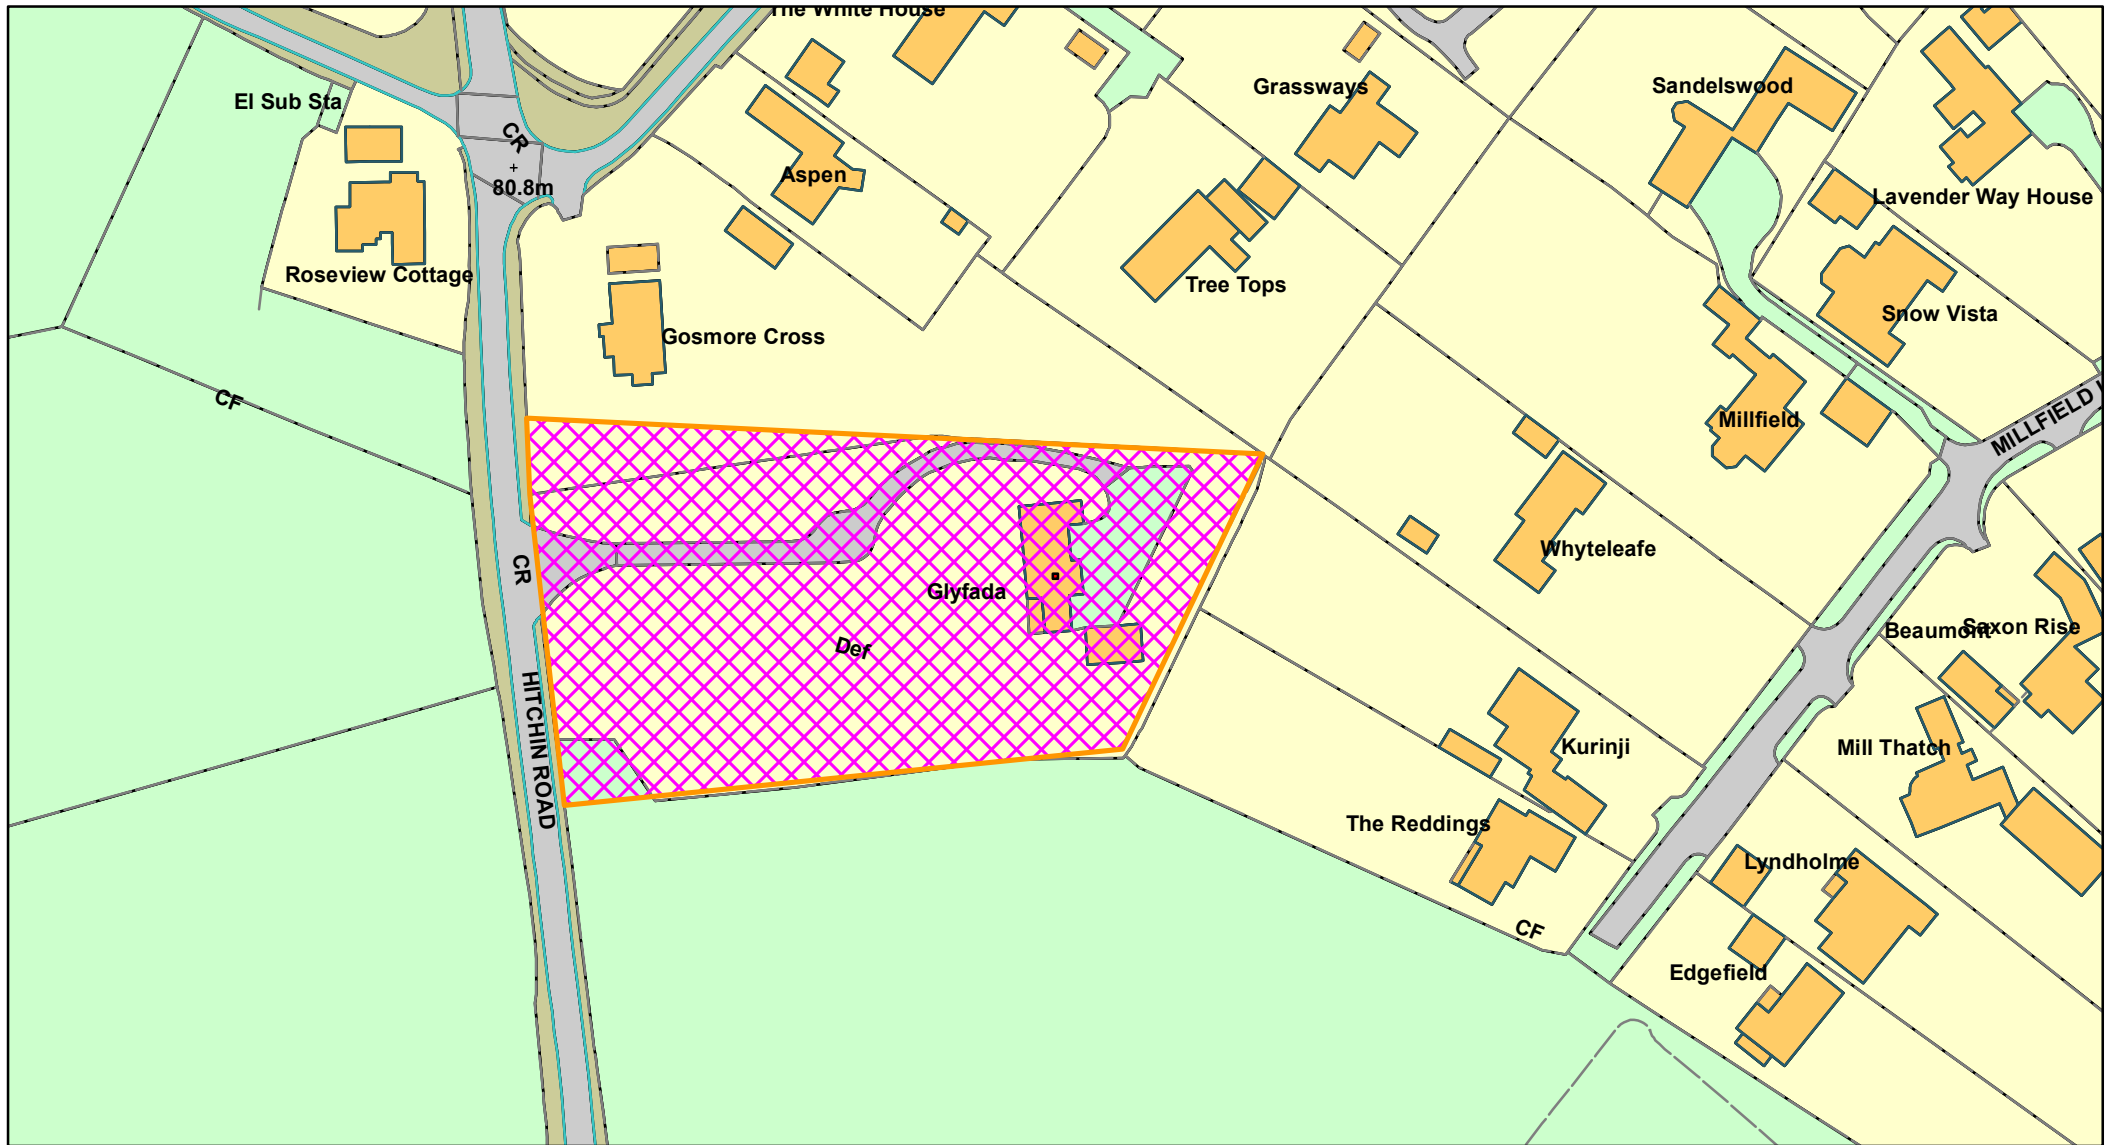 The White House
El Sub Sta
Grassways
Sandelswood
CR
80.8m
Aspen
Lavender Way House
Roseview Cottage
Tree Tops
Snow Vista
Gosmore Cross
CF
Millfield
MILLFIELD
Whyteleafe
CR
Glyfada
Def
Beaumont
Saxon Rise
HITCHIN ROAD
Kurinji
Mill Thatch
The Reddings
Lyndholme
CF
Edgefield